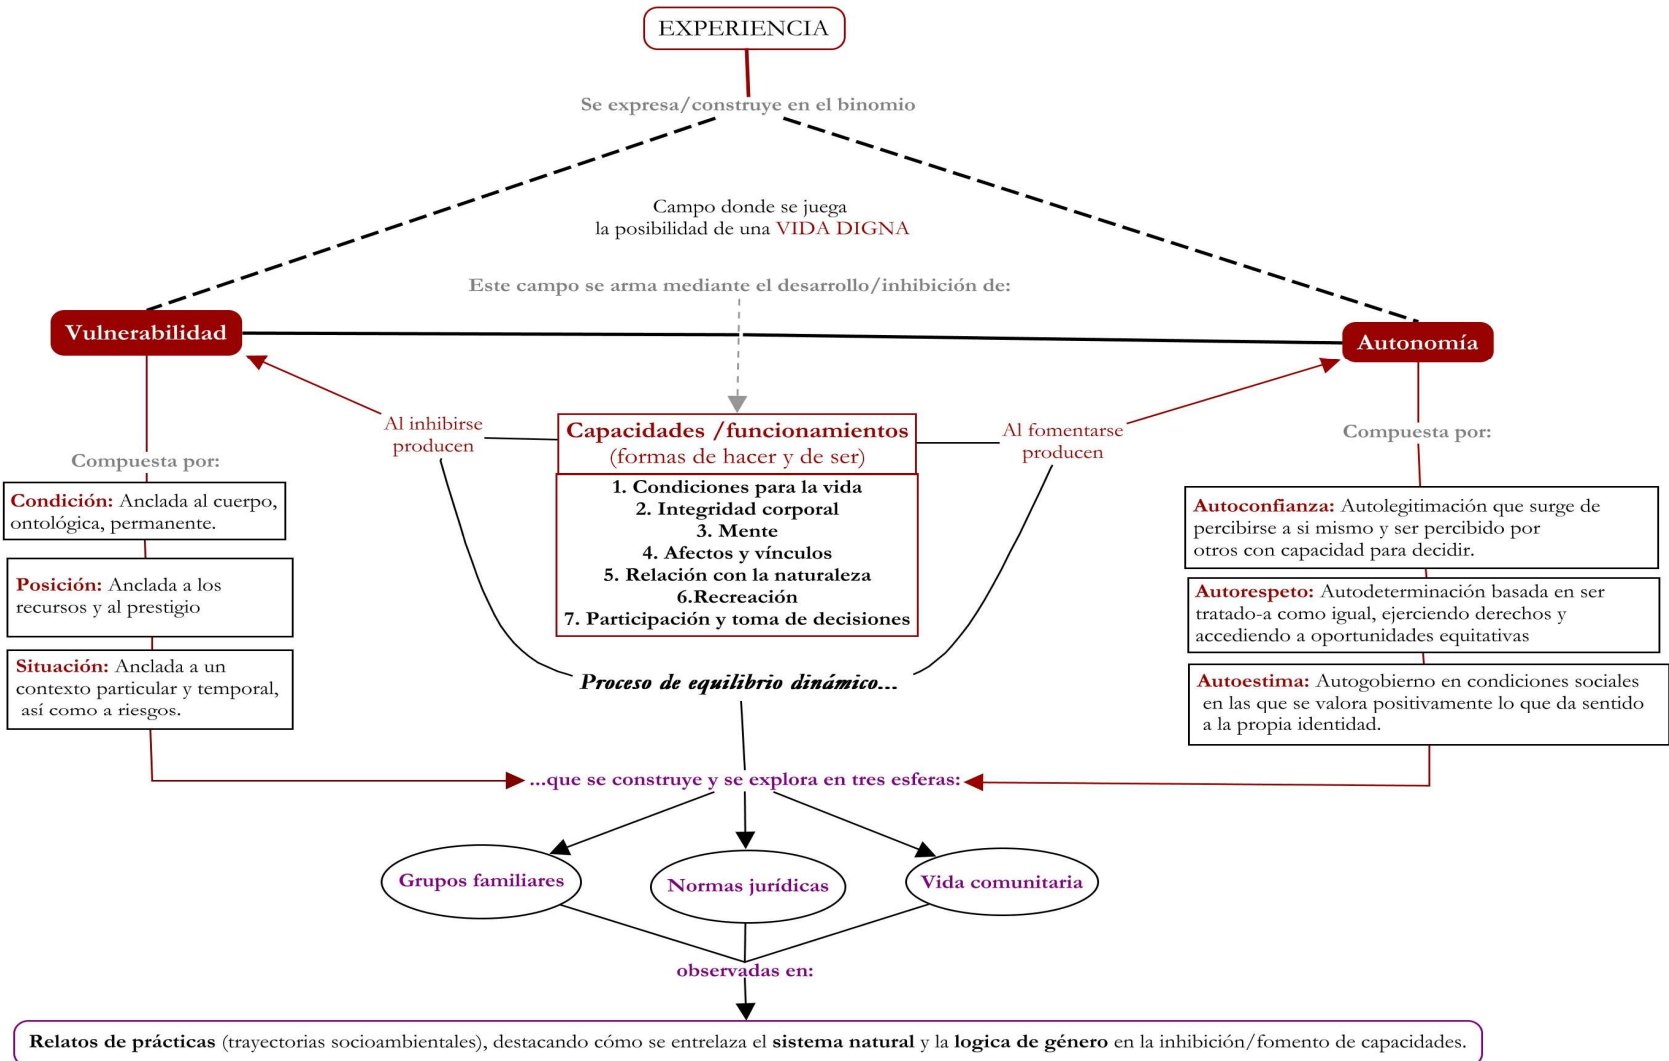 EXPERIENCIA
Se expresa/construye en el binomio
Campo donde se juega
la posibilidad de una VIDA DIGNA
Este campo se arma mediante el desarrollo/inhibición de:
Vulnerabilidad
Autonomía
Al inhibirse
producen
Capacidades /funcionamientos
(formas de hacer y de ser)
Al fomentarse
producen
Compuesta por:
Condición: Anclada al cuerpo,
ontológica, permanente.
Posición: Anclada a los
recursos y al prestigio
Situación: Anclada a un
contexto particular y temporal,
así como a riesgos.
1. Condiciones para la vida
2. Integridad corporal
3. Mente
4. Afectos y vínculos
5. Relación con la naturaleza
6.Recreación
7. Participación y toma de decisiones
Compuesta por:
Autoconfianza: Autolegitimación que surge de
percibirse a si mismo y ser percibido por
otros con capacidad para decidir.
Autorespeto: Autodeterminación basada en ser
tratado-a como igual, ejerciendo derechos y
accediendo a oportunidades equitativas
Autoestima: Autogobierno en condiciones sociales
en las que se valora positivamente lo que da sentido
a la propia identidad.
Proceso de equilibrio dinámico...
...que se construye y se explora en tres esferas:
Grupos familiares
Normas jurídicas
Vida comunitaria
observadas en:
Relatos de prácticas (trayectorias socioambientales), destacando cómo se entrelaza el sistema natural y la logica de género en la inhibición/fomento de capacidades.